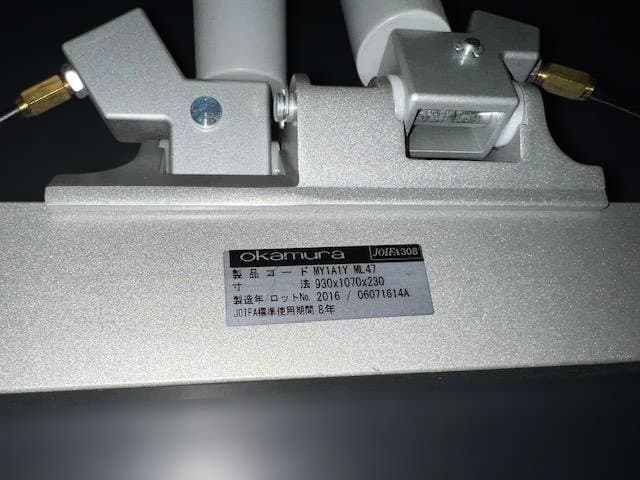 okamura JOIFA308
製品コード MY1A1Y ML47
寸 法 930x1070x230
製造年/ロットNo. 2016 / 06071614A
JOIFA標準使用期間 8年